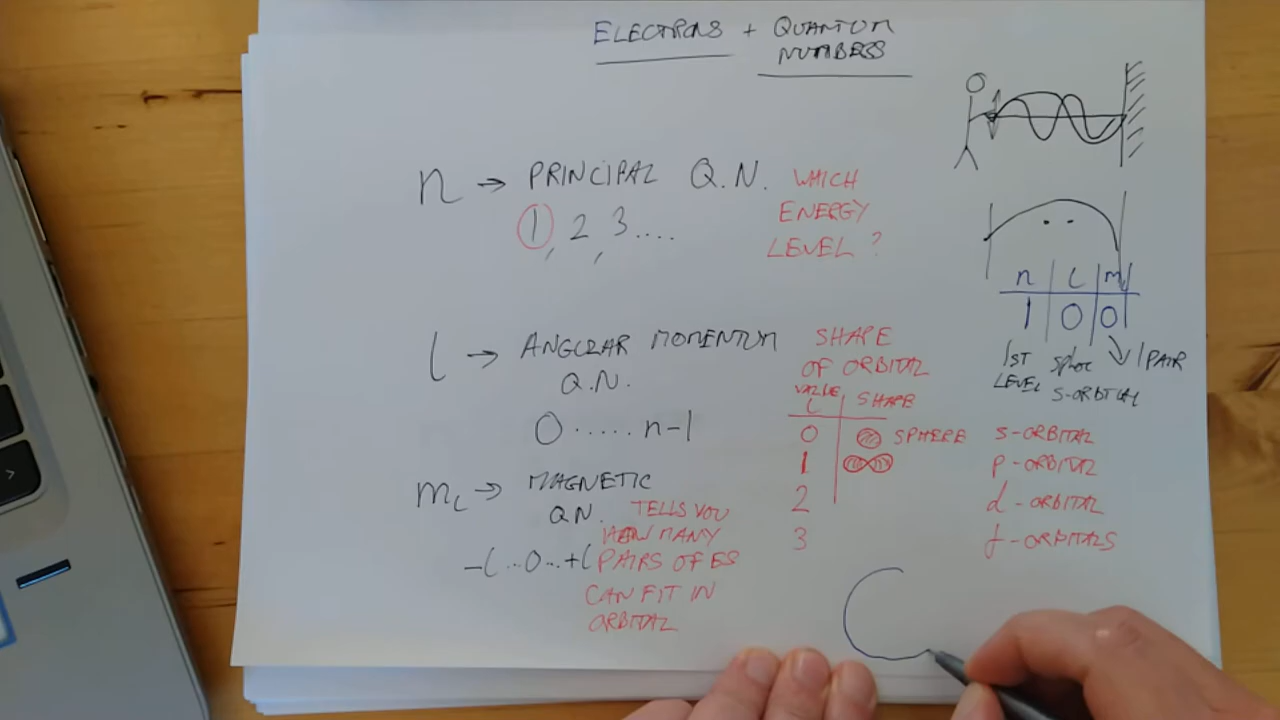 ELECTRONS + QUANTUM
NUMBERS
n → PRINCIPAL Q.N.
1, 2, 3....
WHICH
ENERGY
LEVEL?
n l m
1 0 0
1ST spher ↓ 1 PAIR
LEVEL S-ORBITAL
l → ANGULAR MOMENTUM
Q.N.
0......n-1
SHAPE
OF ORBITAL
VALUE
L SHAPE
0 SPHERE S-ORBITAL
1 P-ORBITAL
2 d-ORBITAL
3 f-ORBITALS
mL → MAGNETIC
Q.N.
-l...0...+l
TELLS YOU
HOW MANY
PAIRS OF ES
CAN FIT IN
ORBITAL